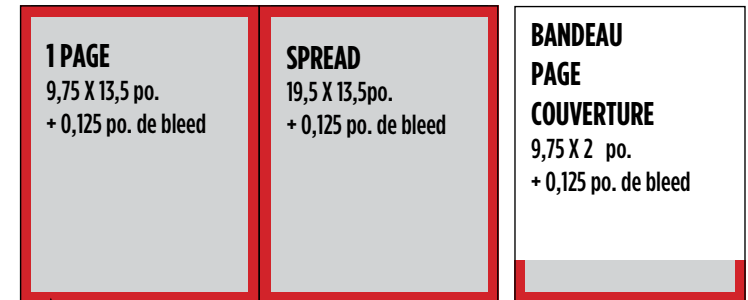 1 PAGE
9,75 X 13,5 po.
+ 0,125 po. de bleed
SPREAD
19,5 X 13,5po.
+ 0,125 po. de bleed
BANDEAU
PAGE
COUVERTURE
9,75 X 2 po.
+ 0,125 po. de bleed